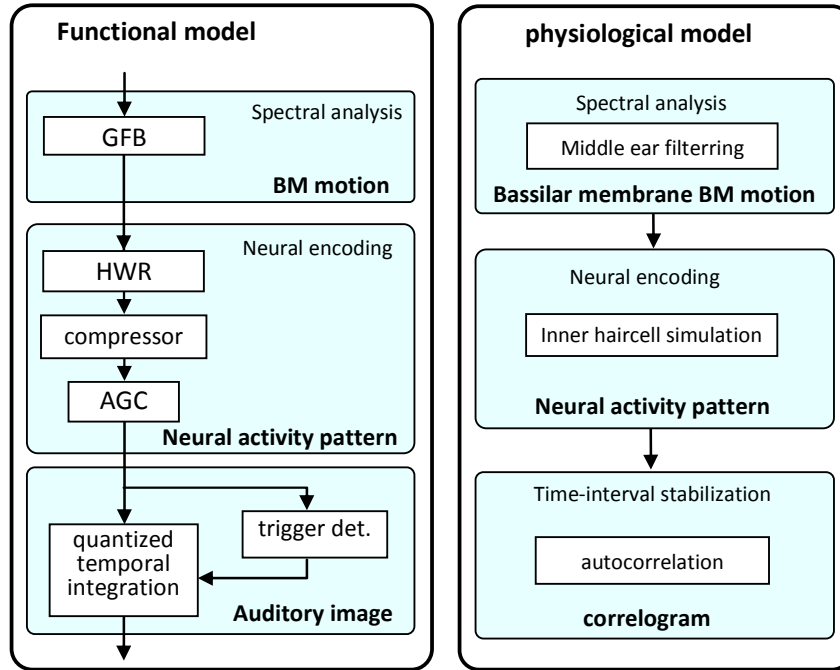 Functional model
Spectral analysis
GFB
BM motion
Neural encoding
HWR
compressor
AGC
Neural activity pattern
trigger det.
quantized
temporal
integration
Auditory image
physiological model
Spectral analysis
Middle ear filterring
Bassilar membrane BM motion
Neural encoding
Inner haircell simulation
Neural activity pattern
Time-interval stabilization
autocorrelation
correlogram